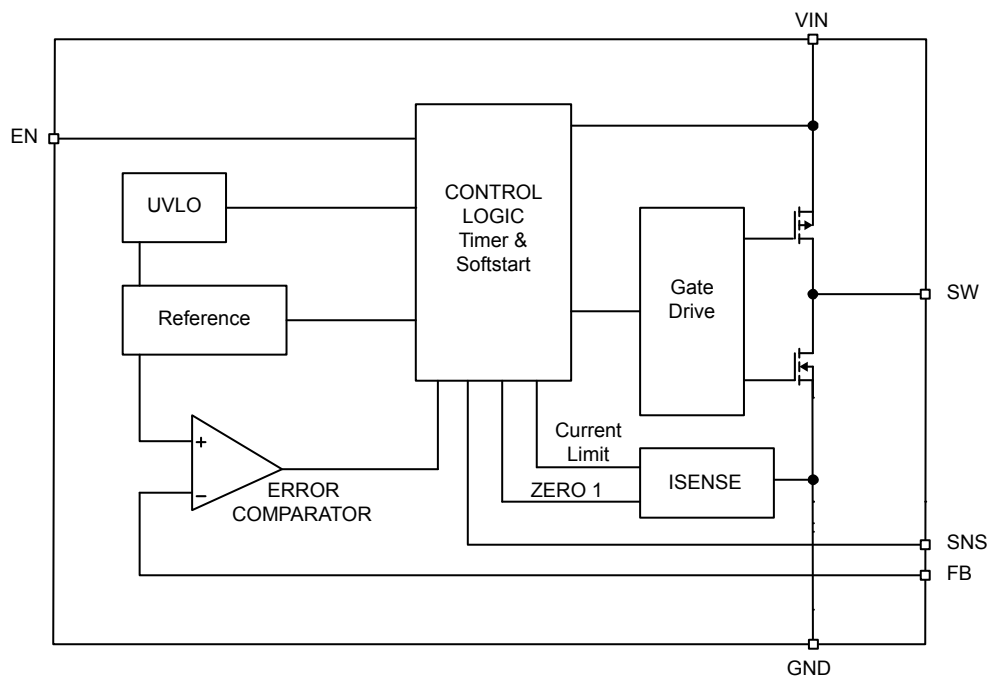 VIN
EN
UVLO
CONTROL
LOGIC
Timer &
Softstart
Reference
Gate
Drive
SW
+
−
ERROR
COMPARATOR
Current
Limit
ZERO 1
ISENSE
SNS
FB
GND